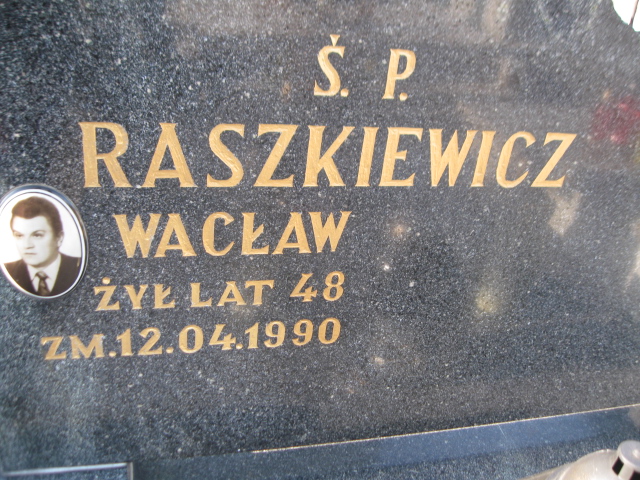 Ś. P.
RASZKIEWICZ
WACŁAW
ŻYŁ LAT 48
ZM.12.04.1990